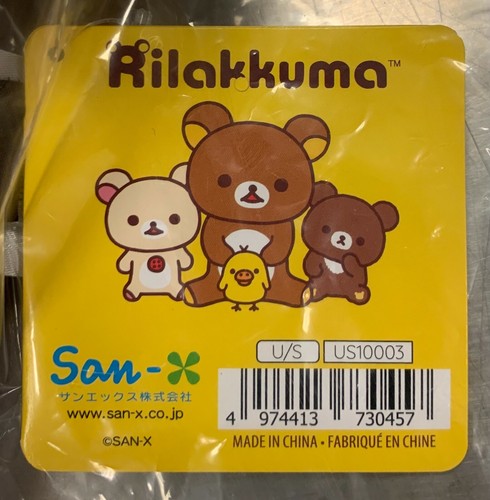 Rilakkuma™
U/S US10003
San-X
サンエックス株式会社
www.san-x.co.jp
©SAN-X
4 974413 730457
MADE IN CHINA • FABRIQUÉ EN CHINE